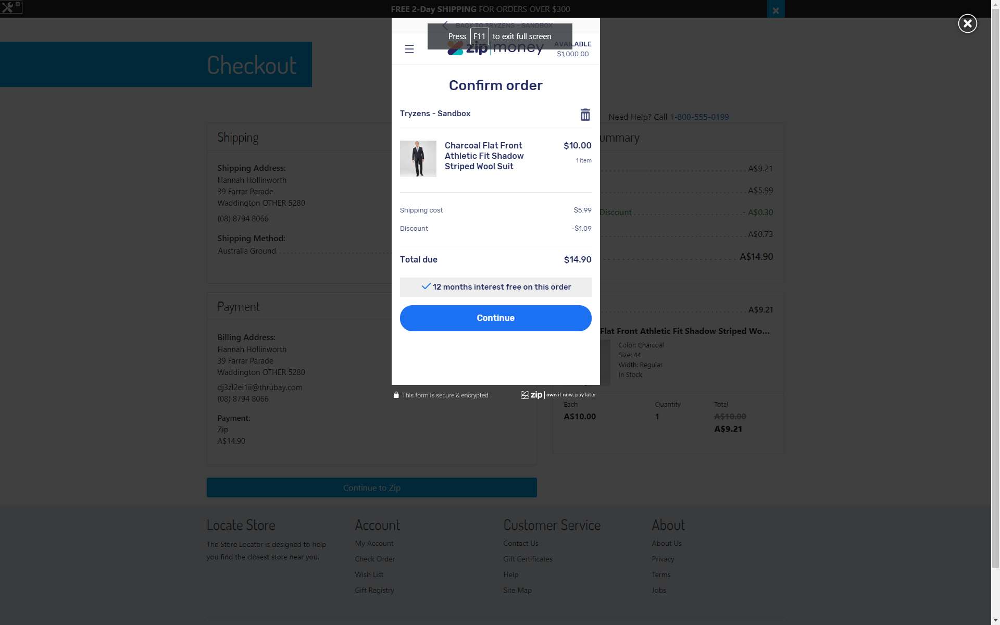 FREE 2-Day SHIPPING FOR ORDERS OVER $300
BACK TO TRYZENS - SANDBOX
Press F11 to exit full screen
zip money
AVAILABLE
$1,000.00
Checkout
Confirm order
Tryzens - Sandbox
Need Help? Call 1-800-555-0199
Shipping
ummary
Charcoal Flat Front
Athletic Fit Shadow
Striped Wool Suit
$10.00
1 item
Shipping Address:
Hannah Hollinworth
39 Farrar Parade
Waddington OTHER 5280
(08) 8794 8066
Shipping Method:
Australia Ground
A$9.21
A$5.99
Discount - A$0.30
A$0.73
A$14.90
Shipping cost $5.99
Discount -$1.09
Total due $14.90
12 months interest free on this order
Continue
Payment
Billing Address:
Hannah Hollinworth
39 Farrar Parade
Waddington OTHER 5280
dj3zl2ei1ii@thrubay.com
(08) 8794 8066
Payment:
Zip
A$14.90
A$9.21
Flat Front Athletic Fit Shadow Striped Wo...
Color: Charcoal
Size: 44
Width: Regular
In Stock
This form is secure & encrypted
zip own it now, pay later
Each Quantity Total
A$10.00 1 A$10.00
A$9.21
Continue to Zip
Locate Store
The Store Locator is designed to help
you find the closest store near you.
Account
My Account
Check Order
Wish List
Gift Registry
Customer Service
Contact Us
Gift Certificates
Help
Site Map
About
About Us
Privacy
Terms
Jobs